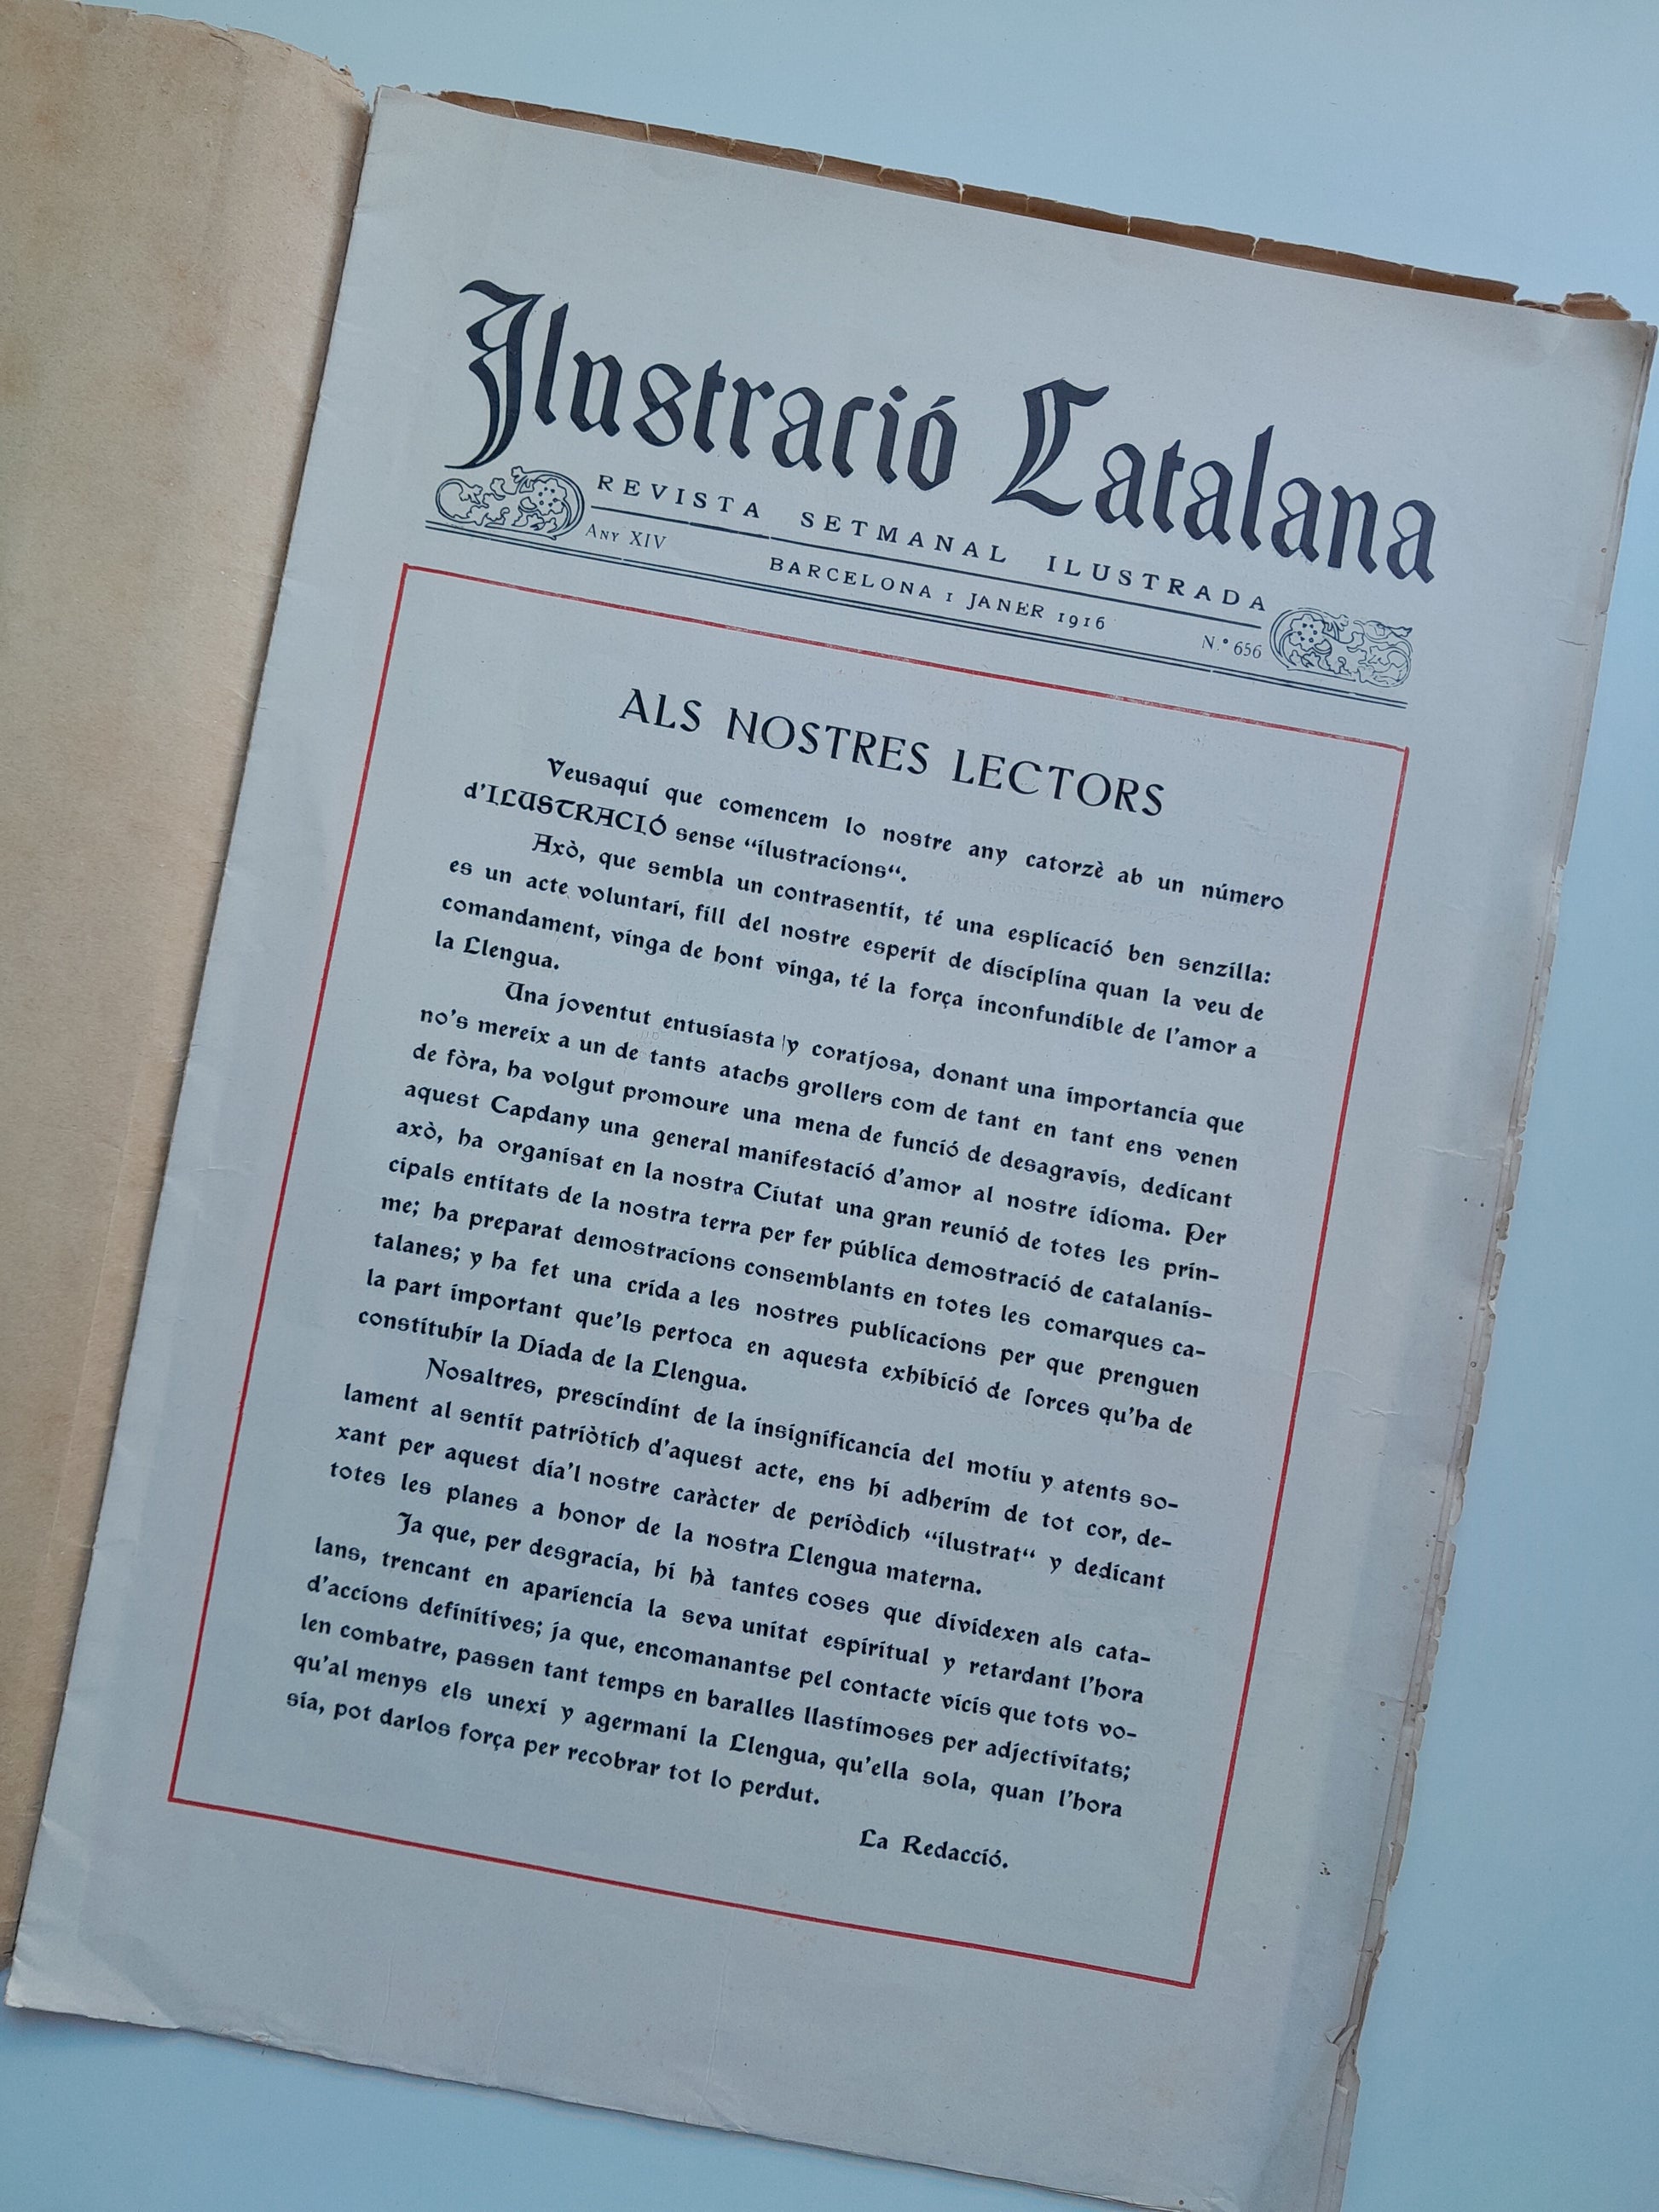 Ilustració Catalana
REVISTA SETMANAL ILUSTRADA
Any XIV
BARCELONA 1 JANER 1916
N.º 656
ALS NOSTRES LECTORS
Veusaquí que comencem lo nostre any catorzè ab un número
d'ILUSTRACIÓ sense “ilustracions“.
Axò, que sembla un contrasentit, té una esplicació ben senzilla:
es un acte voluntari, fill del nostre esperit de disciplina quan la veu de
comandament, vinga de hont vinga, té la força inconfundible de l'amor a
la Llengua.
Una joventut entusiasta y coratjosa, donant una importancia que
no's mereix a un de tants atachs grollers com de tant en tant ens venen
de fòra, ha volgut promoure una mena de funció de desagravis, dedicant
aquest Capdany una general manifestació d'amor al nostre idioma. Per
axò, ha organisat en la nostra Ciutat una gran reunió de totes les prin-
cipals entitats de la nostra terra per fer pública demostració de catalanis-
me; ha preparat demostracions consemblants en totes les comarques ca-
talanes; y ha fet una crida a les nostres publicacions per que prenguen
la part important que'ls pertoca en aquesta exhibició de forces qu'ha de
constituhir la Diada de la Llengua.
Nosaltres, prescindint de la insignificancia del motiu y atents so-
lament al sentit patriòtich d'aquest acte, ens hi adherim de tot cor, de-
xant per aquest dia'l nostre caràcter de periòdich “ilustrat“ y dedicant
totes les planes a honor de la nostra Llengua materna.
Ja que, per desgracia, hi hà tantes coses que dividexen als cata-
lans, trencant en apariencia la seva unitat espiritual y retardant l'hora
d'accions definitives; ja que, encomanantse pel contacte vicis que tots vo-
len combatre, passen tant temps en baralles llastimoses per adjectivitats;
qu'al menys els unexi y agermani la Llengua, qu'ella sola, quan l'hora
sia, pot darlos força per recobrar tot lo perdut.
La Redacció.